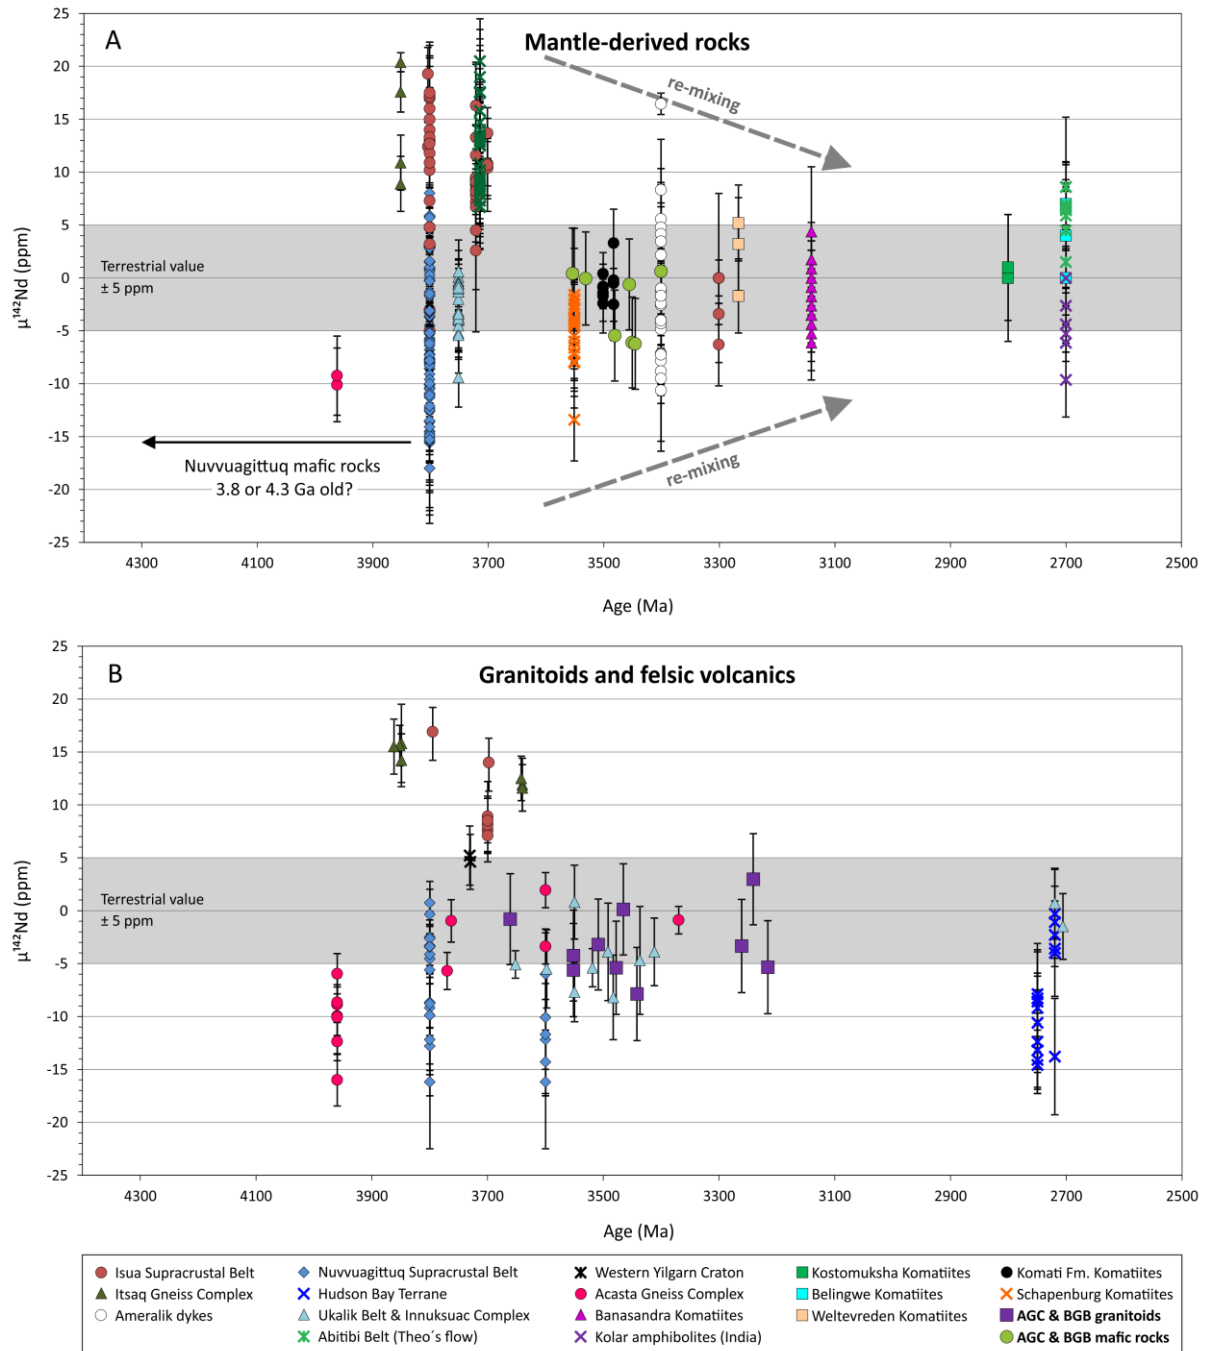 A
Mantle-derived rocks
25
20
15
10
5
0
-5
-10
-15
-20
-25
µ¹⁴²Nd (ppm)
re-mixing
Terrestrial value
± 5 ppm
Nuvvuagittuq mafic rocks
3.8 or 4.3 Ga old?
re-mixing
4300 4100 3900 3700 3500 3300 3100 2900 2700 2500
Age (Ma)
B
Granitoids and felsic volcanics
25
20
15
10
5
0
-5
-10
-15
-20
-25
µ¹⁴²Nd (ppm)
Terrestrial value
± 5 ppm
4300 4100 3900 3700 3500 3300 3100 2900 2700 2500
Age (Ma)
Isua Supracrustal Belt Nuvvuagittuq Supracrustal Belt Western Yilgarn Craton Kostomuksha Komatiites Komati Fm. Komatiites
Itsaq Gneiss Complex Hudson Bay Terrane Acasta Gneiss Complex Belingwe Komatiites Schapenburg Komatiites
Ameralik dykes Ukalik Belt & Innuksuac Complex Banasandra Komatiites Weltevreden Komatiites AGC & BGB granitoids
Abitibi Belt (Theo´s flow) Kolar amphibolites (India) AGC & BGB mafic rocks